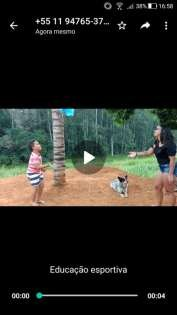 38% 16:58
+55 11 94765-37...
Agora mesmo
Educação esportiva
00:00 00:04